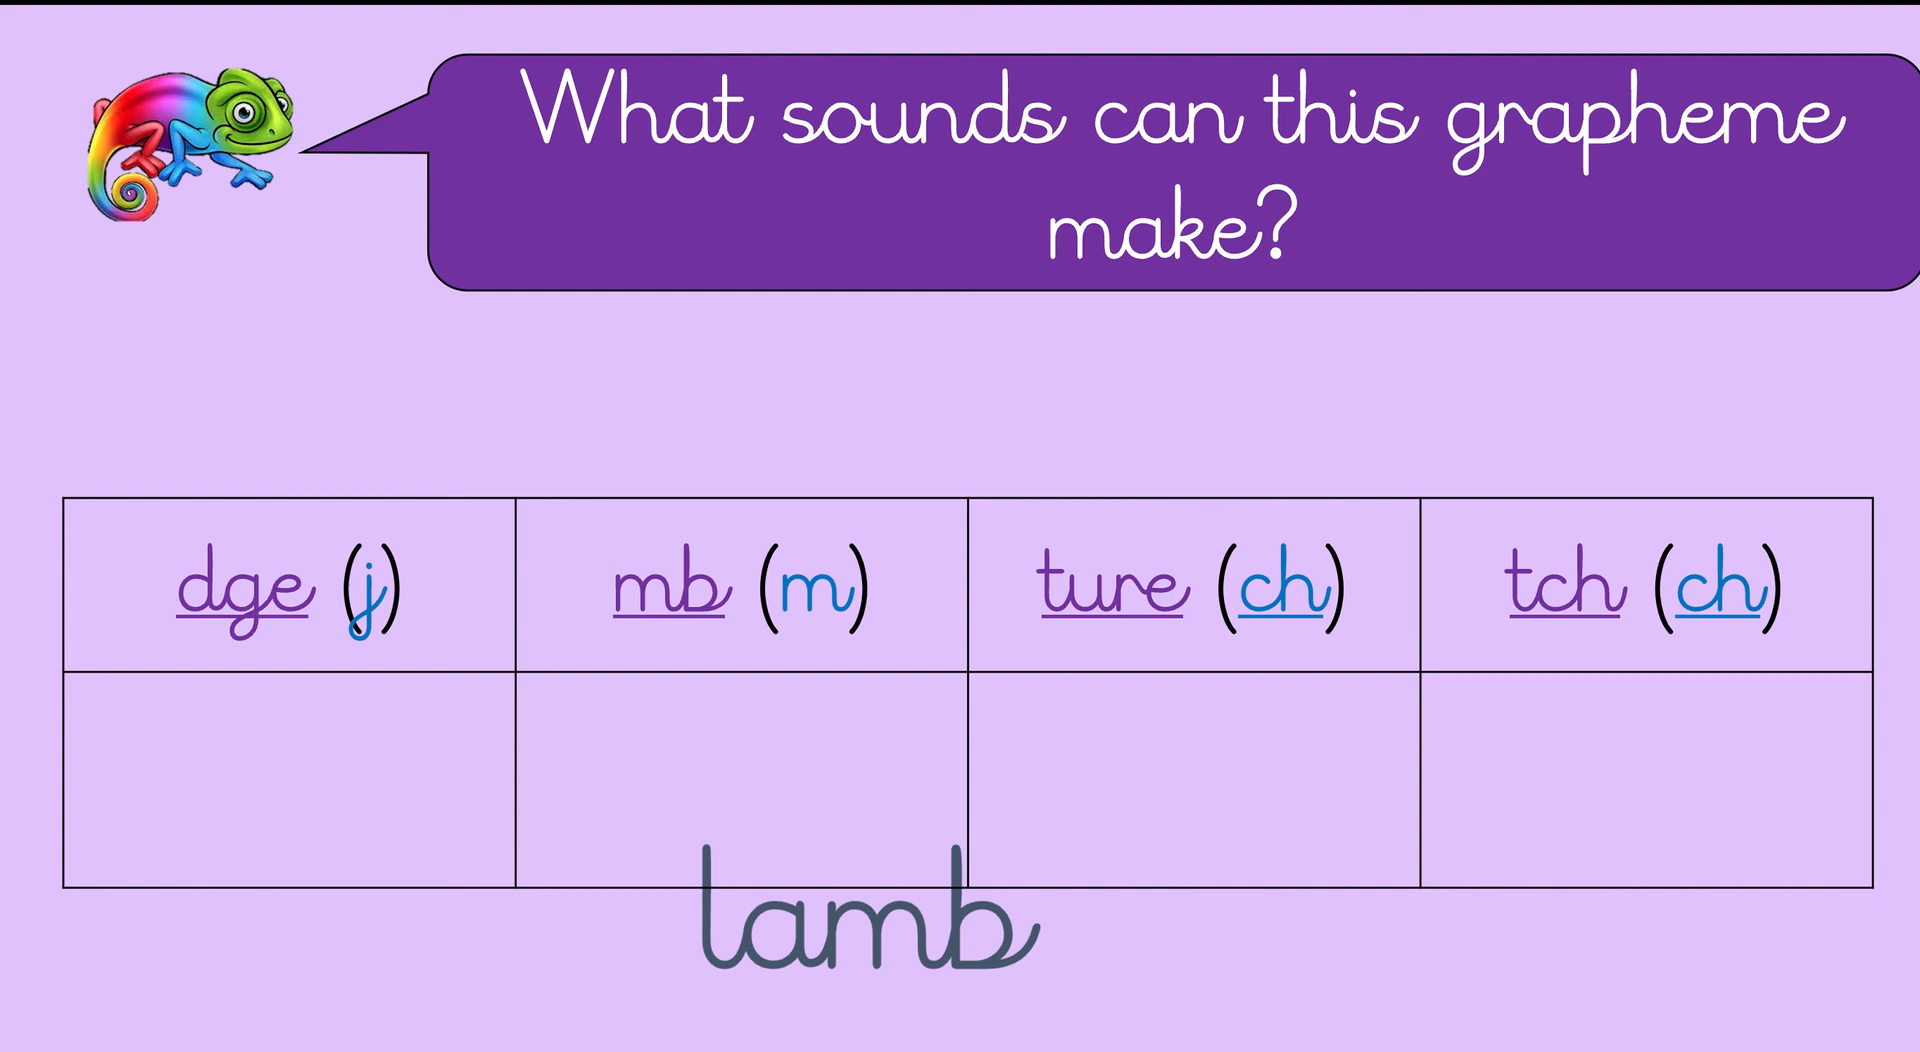 What sounds can this grapheme
make?
dge (j) mb (m) ture (ch) tch (ch)
lamb